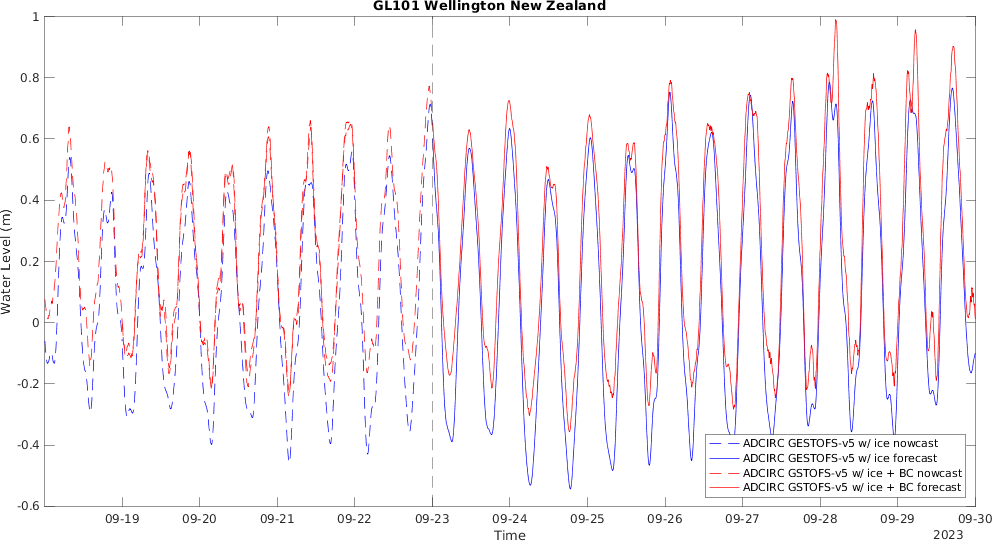 GL101 Wellington New Zealand
Water Level (m)
1
0.8
0.6
0.4
0.2
0
-0.2
-0.4
-0.6
ADCIRC GESTOFS-v5 w/ ice nowcast
ADCIRC GESTOFS-v5 w/ ice forecast
ADCIRC GSTOFS-v5 w/ ice + BC nowcast
ADCIRC GSTOFS-v5 w/ ice + BC forecast
09-19 09-20 09-21 09-22 09-23 09-24 09-25 09-26 09-27 09-28 09-29 09-30
Time
2023